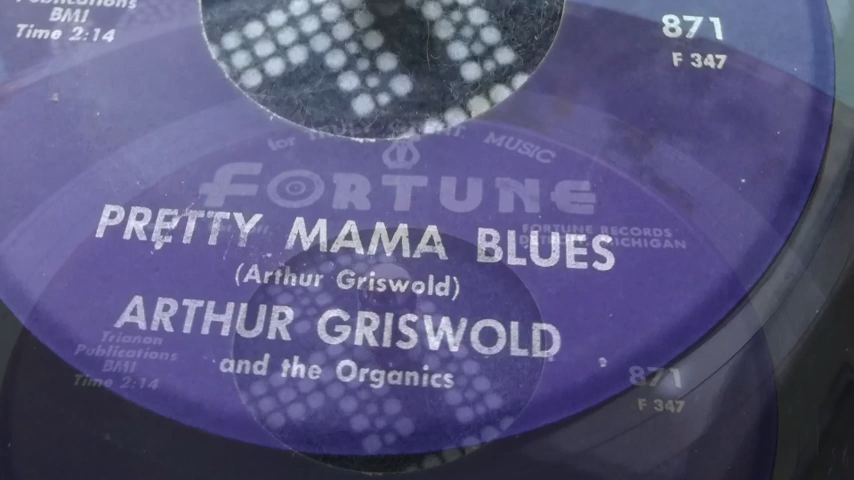 Publications
BMI
Time 2:14
871
F 347
MUSIC
FORTUNE
FORTUNE RECORDS
PRETTY MAMA BLUES
(Arthur Griswold)
ARTHUR GRISWOLD
and the Organics
Trianon
Publications
BMI
Time 2:14
871
F 347